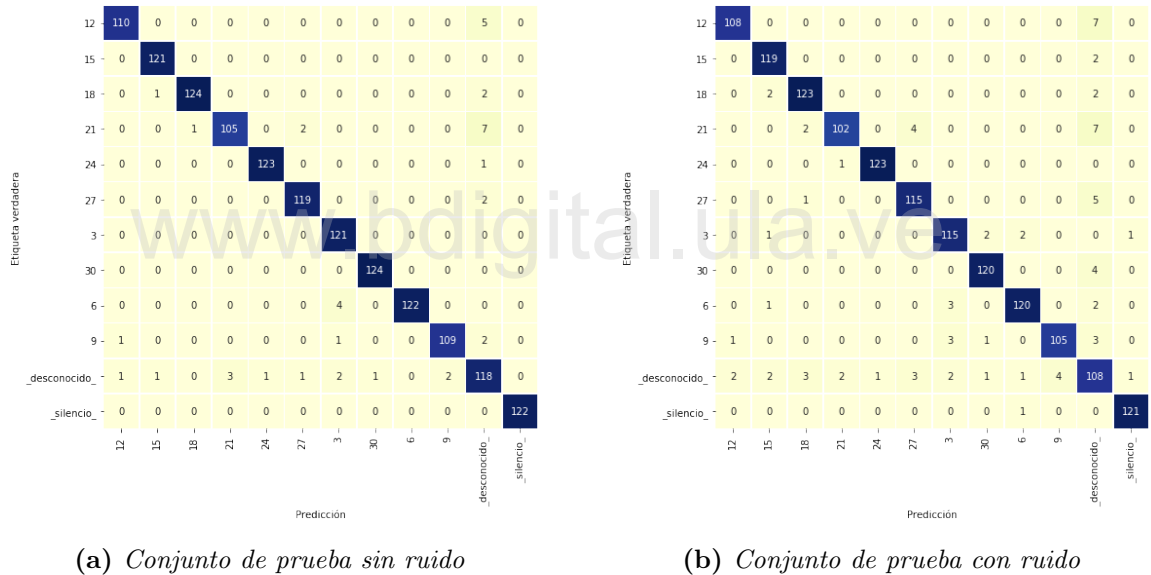 12 110 0 0 0 0 0 0 0 0 0 5 0
15 0 121 0 0 0 0 0 0 0 0 0 0
18 0 1 124 0 0 0 0 0 0 0 2 0
21 0 0 1 105 0 2 0 0 0 0 7 0
24 0 0 0 0 123 0 0 0 0 0 1 0
27 0 0 0 0 0 119 0 0 0 0 2 0
3 0 0 0 0 0 0 121 0 0 0 0 0
30 0 0 0 0 0 0 0 124 0 0 0 0
6 0 0 0 0 0 0 4 0 122 0 0 0
9 1 0 0 0 0 0 1 0 0 109 2 0
_desconocido_ 1 1 0 3 1 1 2 1 0 2 118 0
_silencio_ 0 0 0 0 0 0 0 0 0 0 0 122
12 15 18 21 24 27 3 30 6 9 _desconocido_ _silencio_
Etiqueta verdadera
Predicción
(a) Conjunto de prueba sin ruido
12 108 0 0 0 0 0 0 0 0 0 7 0
15 0 119 0 0 0 0 0 0 0 0 2 0
18 0 2 123 0 0 0 0 0 0 0 2 0
21 0 0 2 102 0 4 0 0 0 0 7 0
24 0 0 0 1 123 0 0 0 0 0 0 0
27 0 0 1 0 0 115 0 0 0 0 5 0
3 0 1 0 0 0 0 115 2 2 0 0 1
30 0 0 0 0 0 0 0 120 0 0 4 0
6 0 1 0 0 0 0 3 0 120 0 2 0
9 1 0 0 0 0 0 3 1 0 105 3 0
_desconocido_ 2 2 3 2 1 3 2 1 1 4 108 1
_silencio_ 0 0 0 0 0 0 0 0 1 0 0 121
12 15 18 21 24 27 3 30 6 9 _desconocido_ _silencio_
Etiqueta verdadera
Predicción
(b) Conjunto de prueba con ruido
www.bdigital.ula.ve